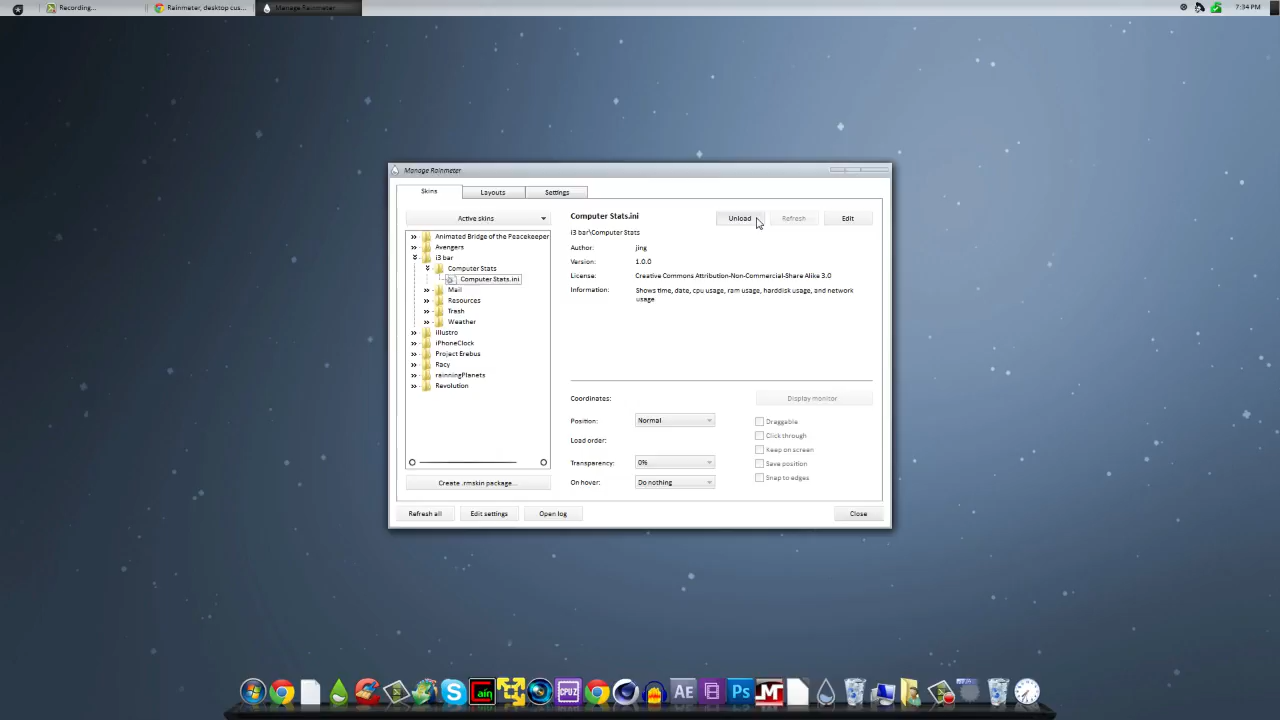 Recording...
Rainmeter, desktop cus...
Manage Rainmeter
7:34 PM
Manage Rainmeter
Skins
Layouts
Settings
Active skins
Animated Bridge of the Peacekeeper
Avengers
i3 bar
Computer Stats
Computer Stats.ini
Mail
Resources
Trash
Weather
illustro
iPhoneClock
Project Erebus
Racy
rainningPlanets
Revolution
Create .rmskin package...
Computer Stats.ini
Unload
Refresh
Edit
i3 bar\Computer Stats
Author: jing
Version: 1.0.0
License: Creative Commons Attribution-Non-Commercial-Share Alike 3.0
Information: Shows time, date, cpu usage, ram usage, harddisk usage, and network
usage
Coordinates:
Display monitor
Position: Normal
Draggable
Click through
Load order:
Keep on screen
Transparency: 0%
Save position
Snap to edges
On hover: Do nothing
Refresh all
Edit settings
Open log
Close
CPU-Z
AE
Ps